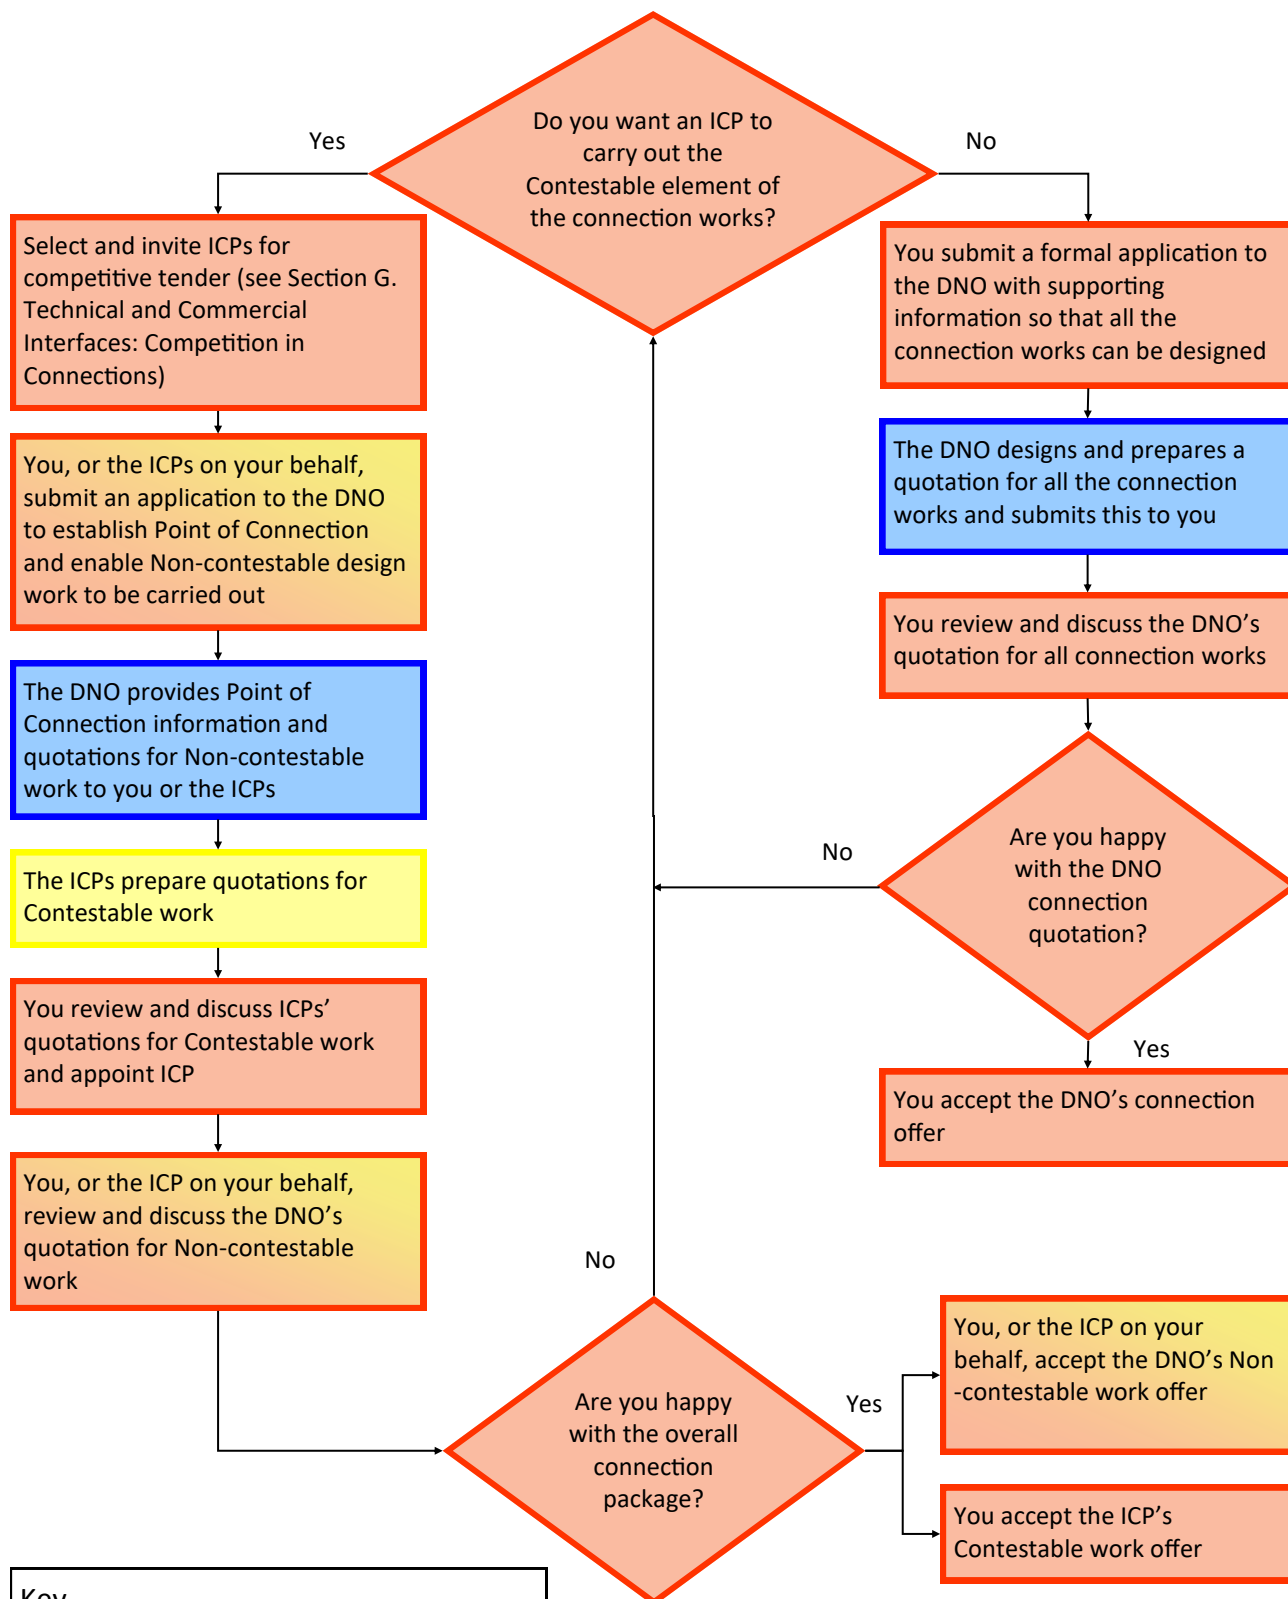 Do you want an ICP to
carry out the
Contestable element of
the connection works?
Yes
No
Select and invite ICPs for
competitive tender (see Section G.
Technical and Commercial
Interfaces: Competition in
Connections)
You, or the ICPs on your behalf,
submit an application to the DNO
to establish Point of Connection
and enable Non-contestable design
work to be carried out
The DNO provides Point of
Connection information and
quotations for Non-contestable
work to you or the ICPs
The ICPs prepare quotations for
Contestable work
You review and discuss ICPs’
quotations for Contestable work
and appoint ICP
You, or the ICP on your behalf,
review and discuss the DNO’s
quotation for Non-contestable
work
You submit a formal application to
the DNO with supporting
information so that all the
connection works can be designed
The DNO designs and prepares a
quotation for all the connection
works and submits this to you
You review and discuss the DNO’s
quotation for all connection works
Are you happy
with the DNO
connection
quotation?
No
Yes
You accept the DNO’s connection
offer
No
Are you happy
with the overall
connection
package?
Yes
You, or the ICP on your
behalf, accept the DNO’s Non
-contestable work offer
You accept the ICP’s
Contestable work offer
Key